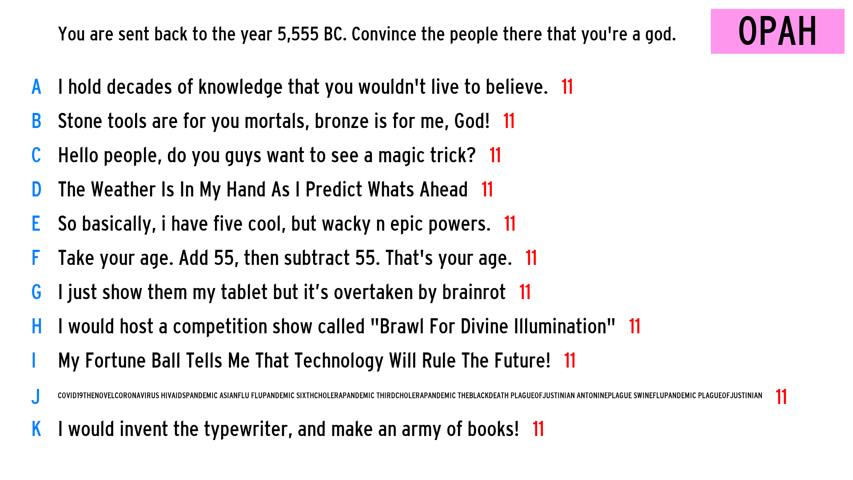 You are sent back to the year 5,555 BC. Convince the people there that you're a god.
OPAH
A I hold decades of knowledge that you wouldn't live to believe. 11
B Stone tools are for you mortals, bronze is for me, God! 11
C Hello people, do you guys want to see a magic trick? 11
D The Weather Is In My Hand As I Predict Whats Ahead 11
E So basically, i have five cool, but wacky n epic powers. 11
F Take your age. Add 55, then subtract 55. That's your age. 11
G I just show them my tablet but it’s overtaken by brainrot 11
H I would host a competition show called "Brawl For Divine Illumination" 11
I My Fortune Ball Tells Me That Technology Will Rule The Future! 11
J COVID19THENOVELCORONAVIRUS HIVAIDSPANDEMIC ASIANFLU FLUPANDEMIC SIXTHCHOLERAPANDEMIC THIRDCHOLERAPANDEMIC THEBLACKDEATH PLAGUEOFJUSTINIAN ANTONINEPLAGUE SWINEFLUPANDEMIC PLAGUEOFJUSTINIAN 11
K I would invent the typewriter, and make an army of books! 11